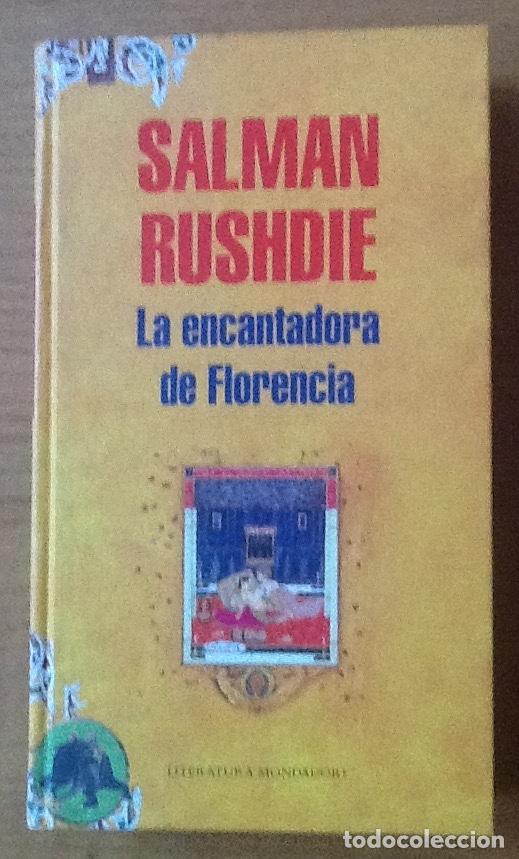 SALMAN
RUSHDIE
La encantadora
de Florencia
LITERATURA MONDADORI
todocoleccion